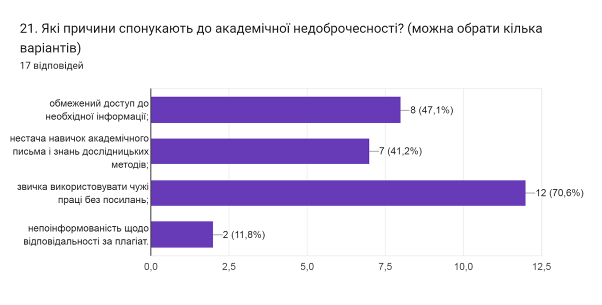 21. Які причини спонукають до академічної недоброчесності? (можна обрати кілька
варіантів)
17 відповідей
обмежений доступ до
необхідної інформації;
8 (47,1%)
нестача навичок академічного
письма і знань дослідницьких
методів;
7 (41,2%)
звичка використовувати чужі
праці без посилань;
12 (70,6%)
непоінформованість щодо
відповідальності за плагіат.
2 (11,8%)
0,0 2,5 5,0 7,5 10,0 12,5